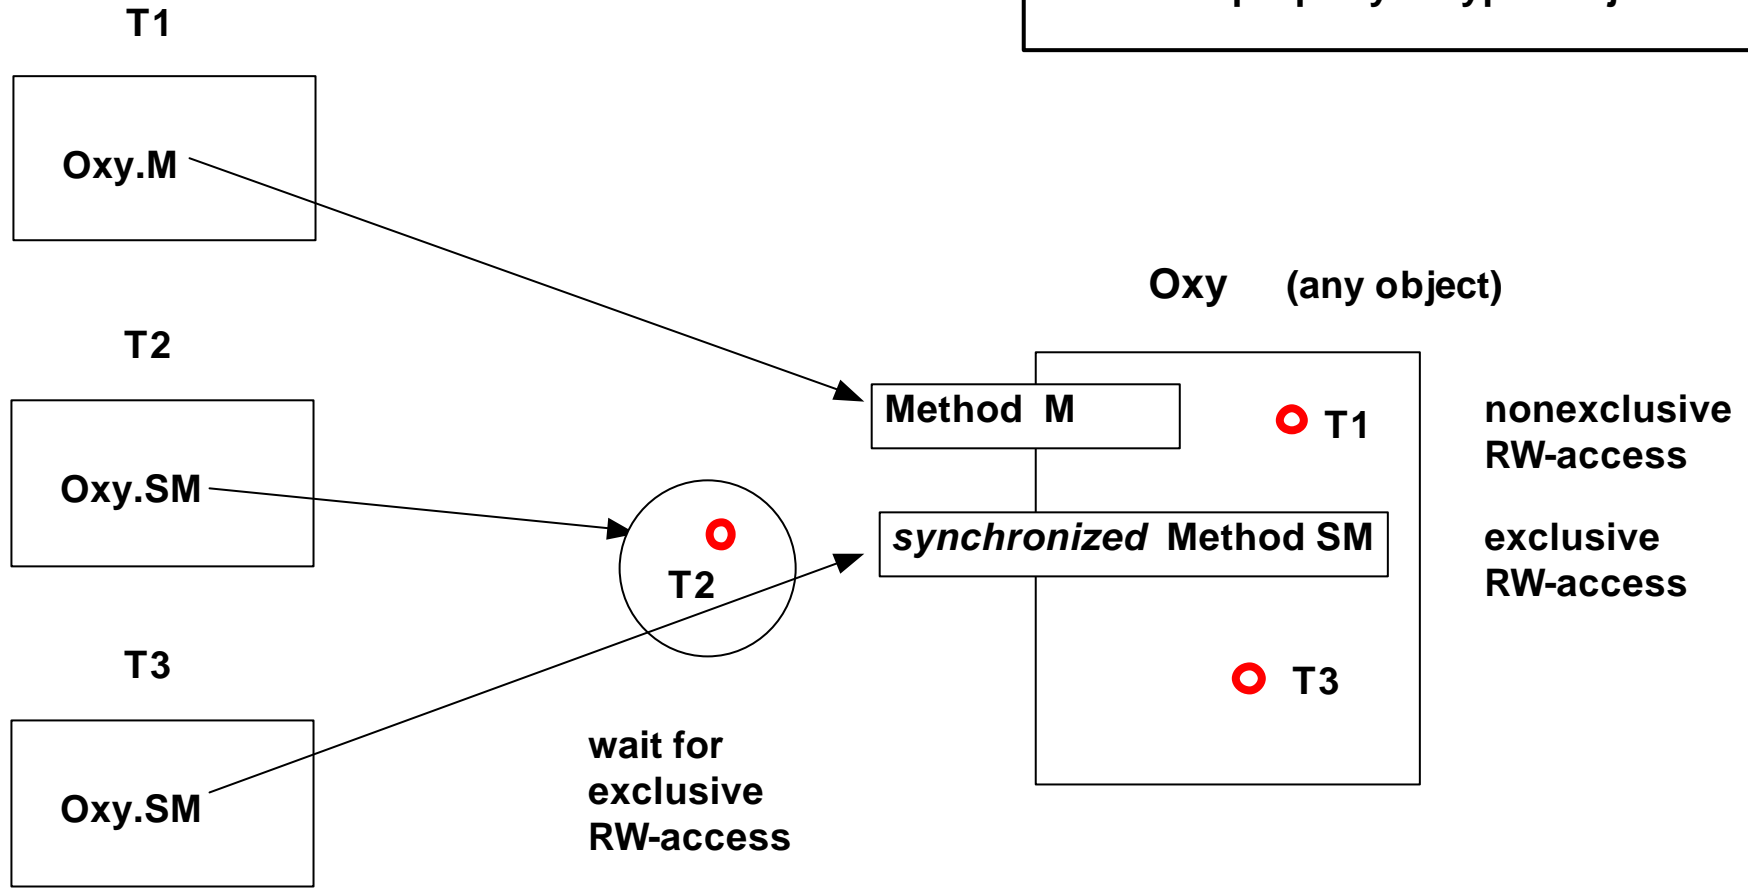 T1
Oxy.M
Oxy (any object)
T2
Method M
T1
nonexclusive
RW-access
Oxy.SM
synchronized Method SM
exclusive
RW-access
T2
T3
T3
wait for
exclusive
RW-access
Oxy.SM